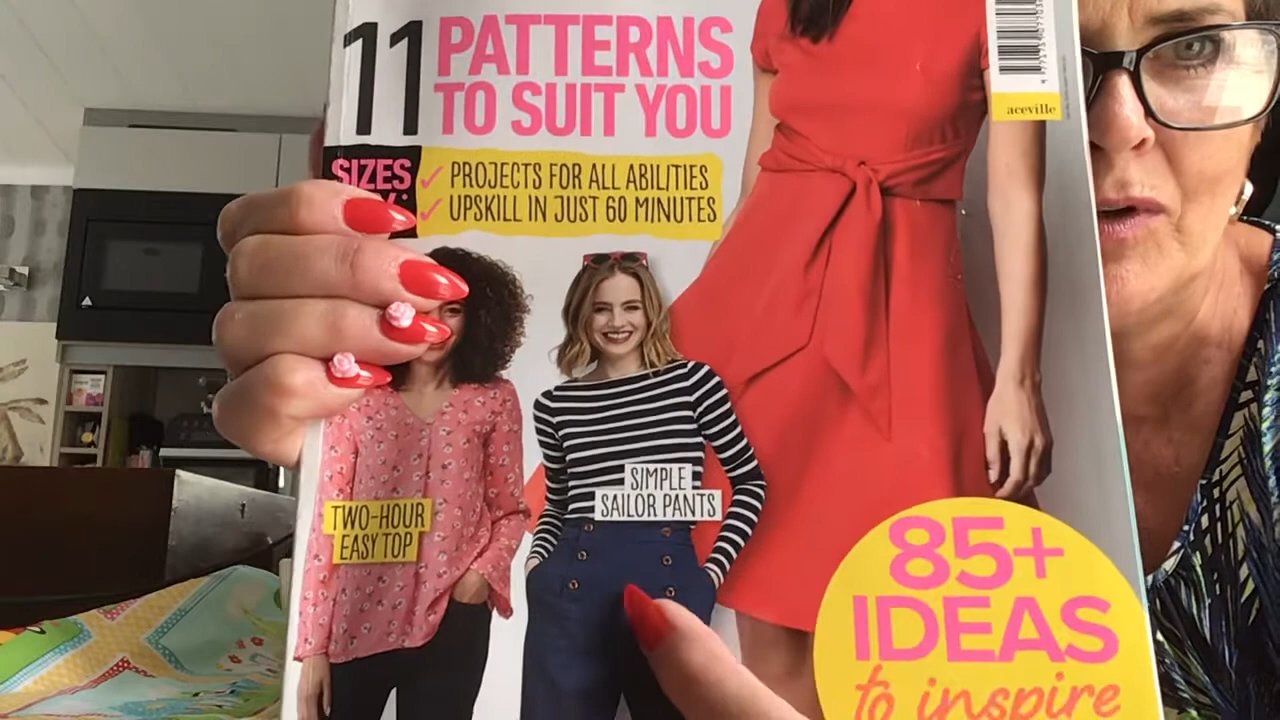 11 PATTERNS
TO SUIT YOU
aceville
SIZES
PROJECTS FOR ALL ABILITIES
UPSKILL IN JUST 60 MINUTES
SIMPLE
SAILOR PANTS
TWO-HOUR
EASY TOP
85+
IDEAS
to inspire